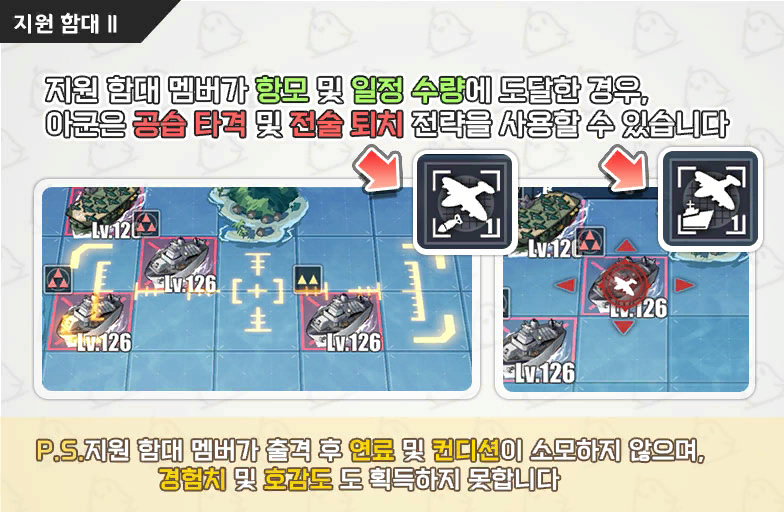 지원 함대 II
지원 함대 멤버가 항모 및 일정 수량에 도달한 경우,
아군은 공습 타격 및 전술 퇴치 전략을 사용할 수 있습니다
1
1
Lv.120
Lv.126
Lv.126
Lv.126
Lv.120
Lv.126
Lv.126
P.S.지원 함대 멤버가 출격 후 연료 및 컨디션이 소모하지 않으며,
경험치 및 호감도 도 획득하지 못합니다